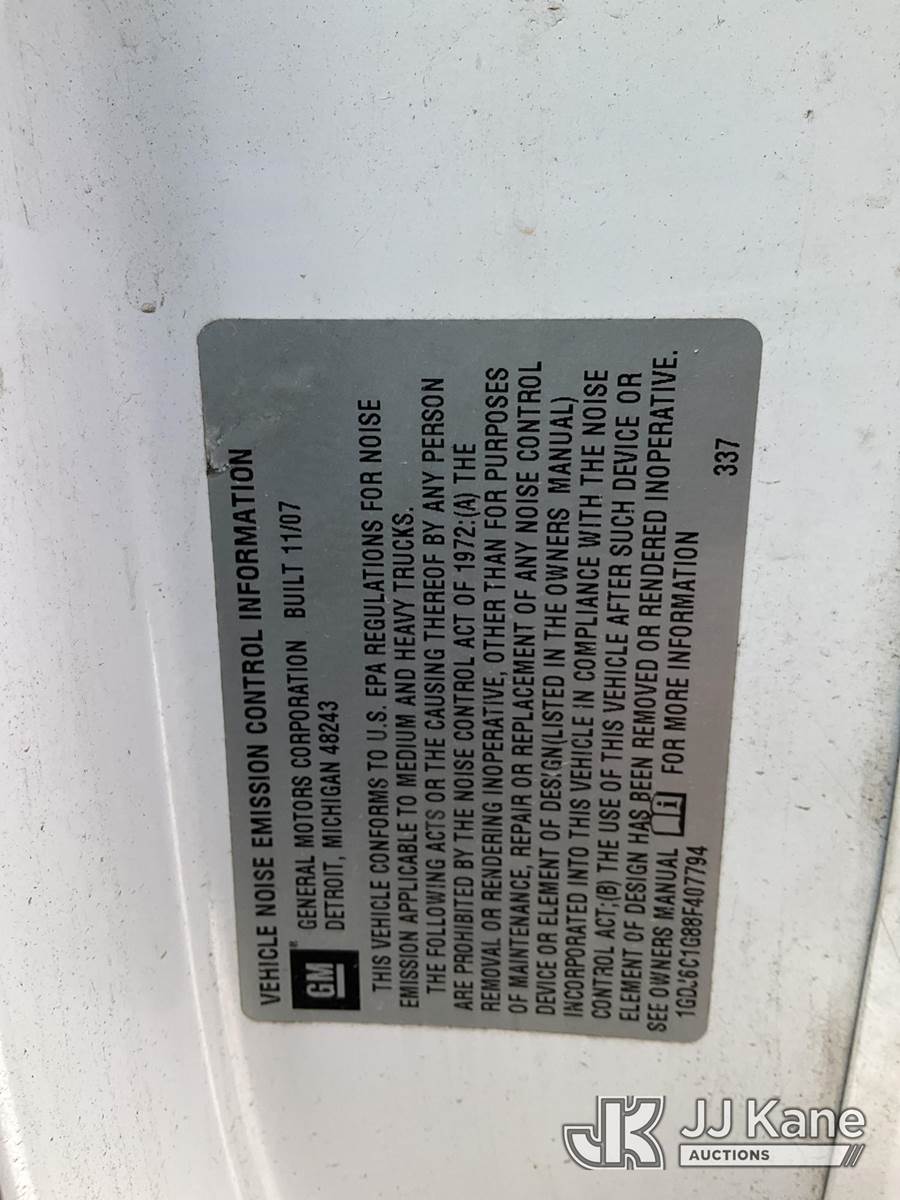 VEHICLE NOISE EMISSION CONTROL INFORMATION
GM
GENERAL MOTORS CORPORATION BUILT 11/07
DETROIT, MICHIGAN 48243
THIS VEHICLE CONFORMS TO U.S. EPA REGULATIONS FOR NOISE
EMISSION APPLICABLE TO MEDIUM AND HEAVY TRUCKS.
THE FOLLOWING ACTS OR THE CAUSING THEREOF BY ANY PERSON
ARE PROHIBITED BY THE NOISE CONTROL ACT OF 1972:(A) THE
REMOVAL OR RENDERING INOPERATIVE, OTHER THAN FOR PURPOSES
OF MAINTENANCE, REPAIR OR REPLACEMENT OF ANY NOISE CONTROL
DEVICE OR ELEMENT OF DESIGN(LISTED IN THE OWNERS MANUAL)
INCORPORATED INTO THIS VEHICLE IN COMPLIANCE WITH THE NOISE
CONTROL ACT;(B) THE USE OF THIS VEHICLE AFTER SUCH DEVICE OR
ELEMENT OF DESIGN HAS BEEN REMOVED OR RENDERED INOPERATIVE.
SEE OWNERS MANUAL i FOR MORE INFORMATION
337
JK JJ Kane
AUCTIONS